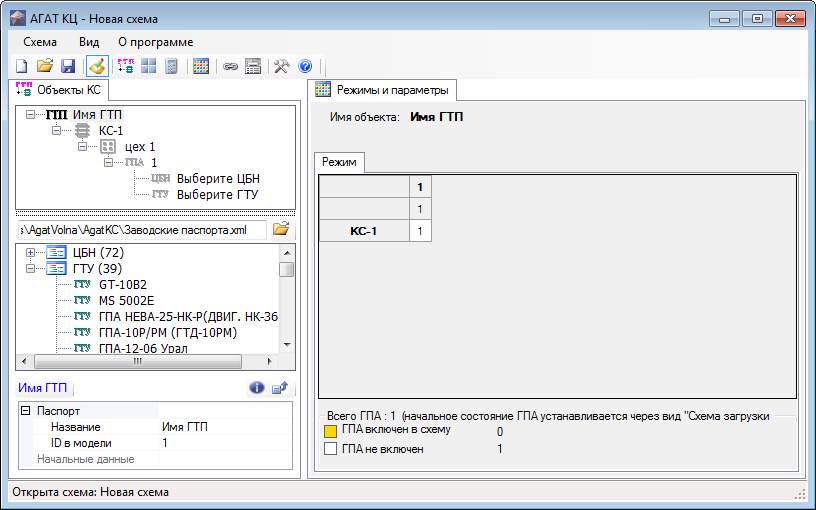 АГАТ КЦ - Новая схема
Схема Вид О программе
Объекты КС
ГТП Имя ГТП
КС-1
цех 1
ГПА 1
ЦБН Выберите ЦБН
ГТУ Выберите ГТУ
\AgatVolna\AgatKC\Заводские паспорта.xml
ЦБН (72)
ГТУ (39)
ГТУ GT-10B2
ГТУ MS 5002E
ГТУ ГПА НЕВА-25-НК-Р(ДВИГ. НК-36
ГТУ ГПА-10Р/РМ (ГТД-10РМ)
ГТУ ГПА-12-06 Урал
Имя ГТП
Паспорт
Название Имя ГТП
ID в модели 1
Начальные данные
Режимы и параметры
Имя объекта: Имя ГТП
Режим
1
1
КС-1 1
Всего ГПА : 1 (начальное состояние ГПА устанавливается через вид "Схема загрузки
ГПА включен в схему 0
ГПА не включен 1
Открыта схема: Новая схема